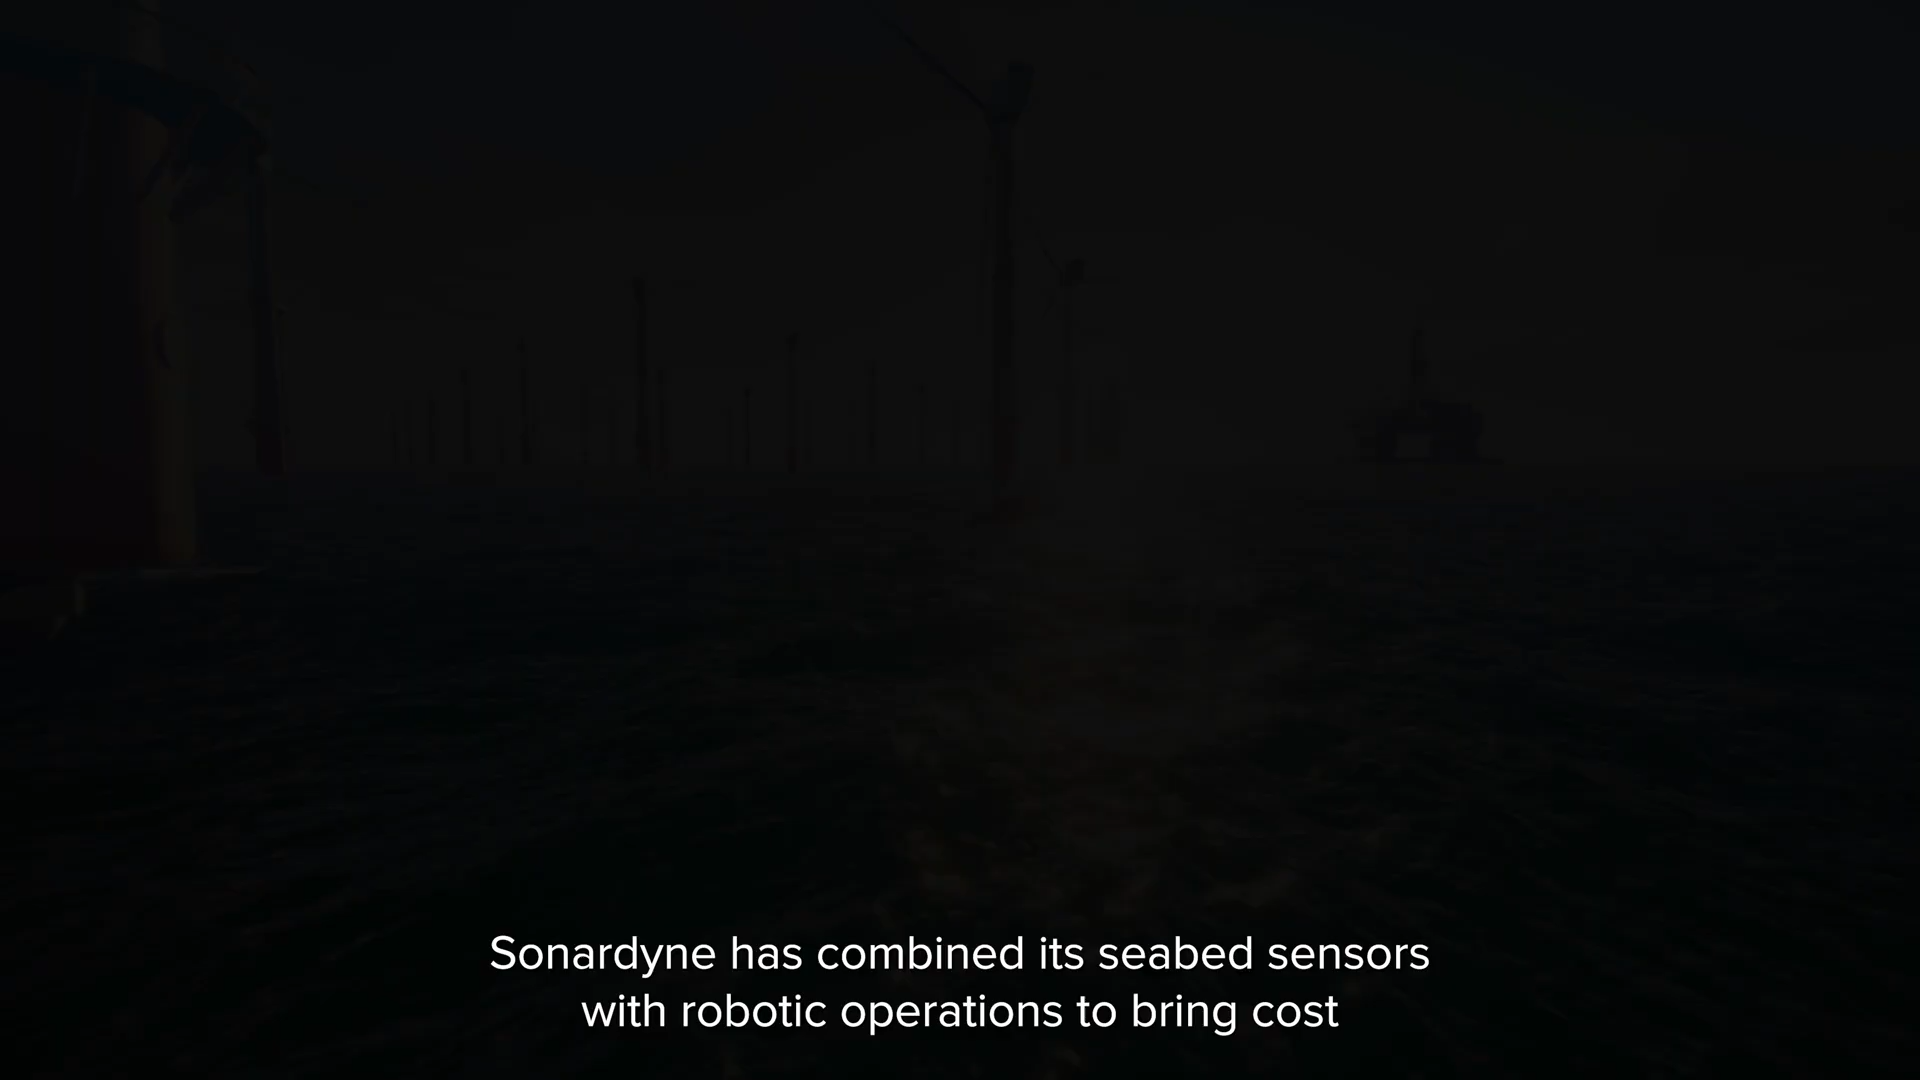 Sonardyne has combined its seabed sensors
with robotic operations to bring cost